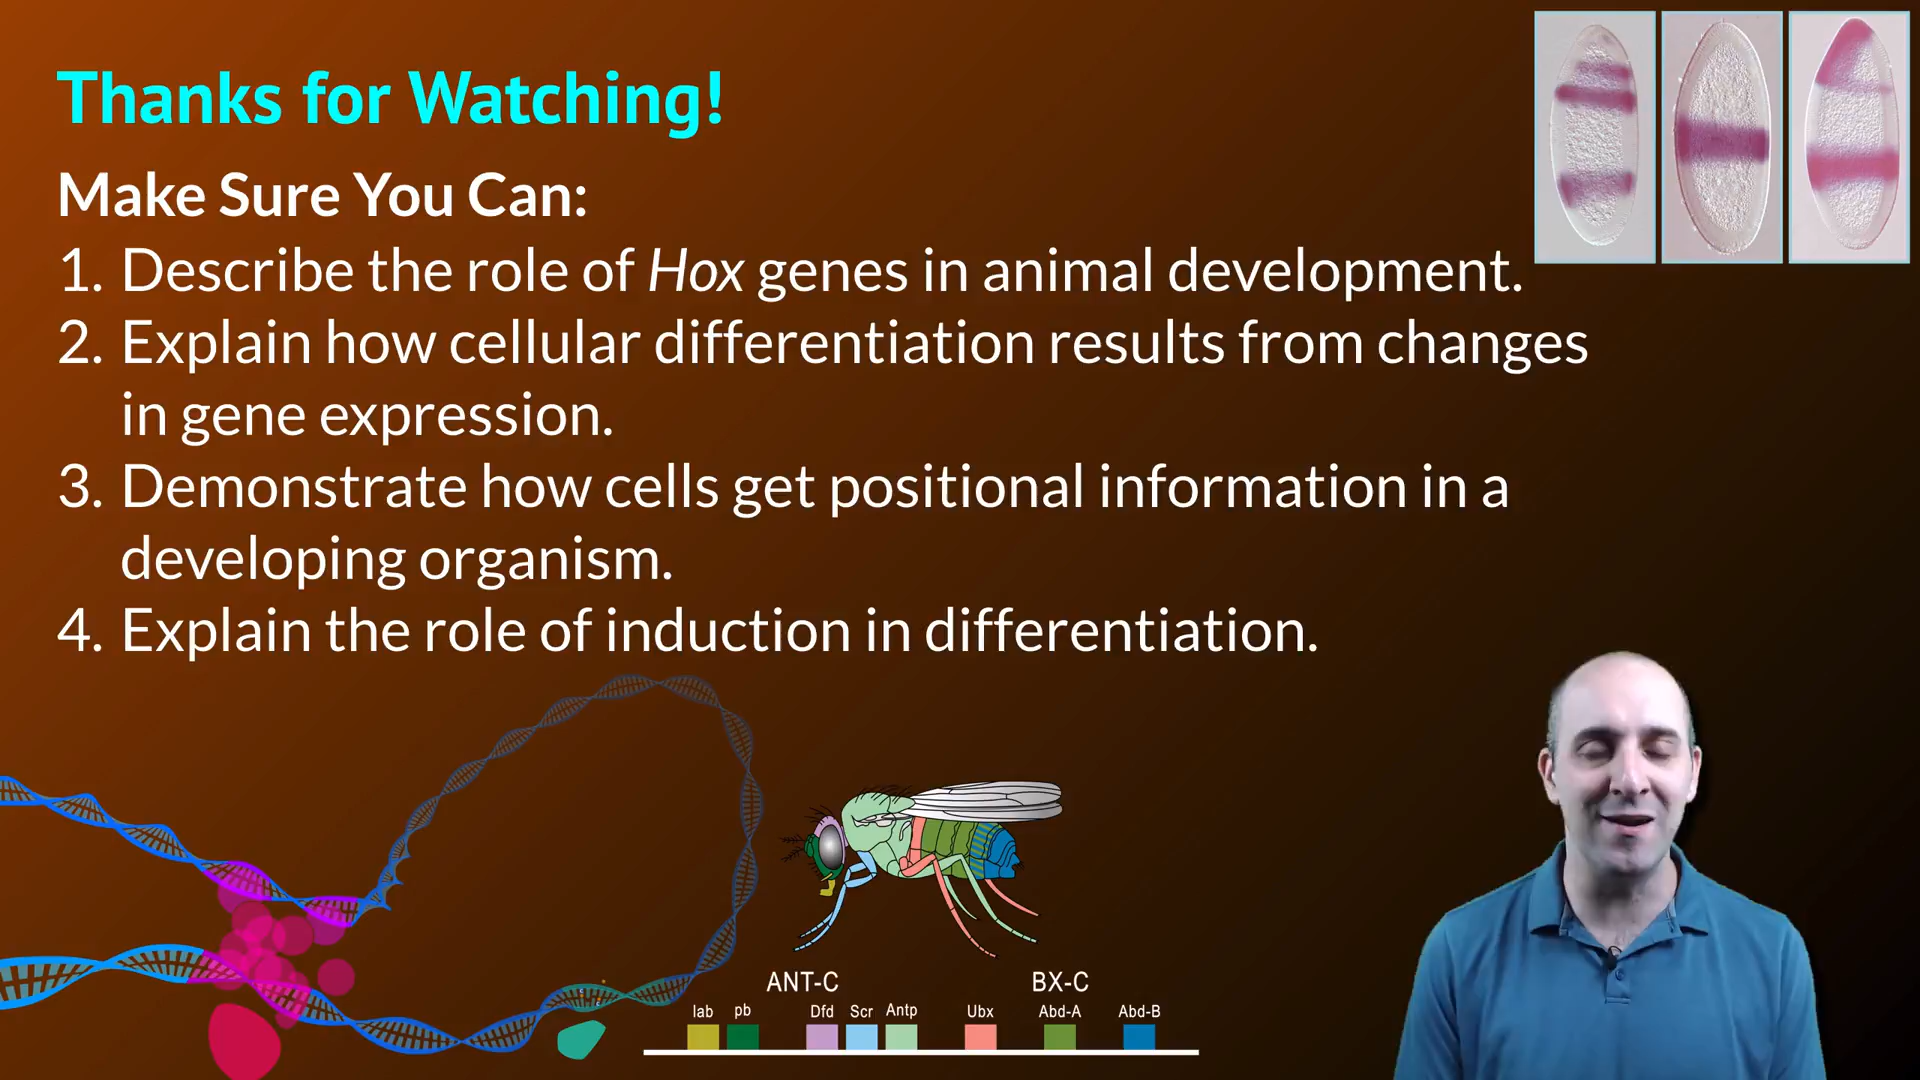 Thanks for Watching!
Make Sure You Can:
1. Describe the role of Hox genes in animal development.
2. Explain how cellular differentiation results from changes
in gene expression.
3. Demonstrate how cells get positional information in a
developing organism.
4. Explain the role of induction in differentiation.
ANT-C BX-C
lab pb Dfd Scr Antp Ubx Abd-A Abd-B